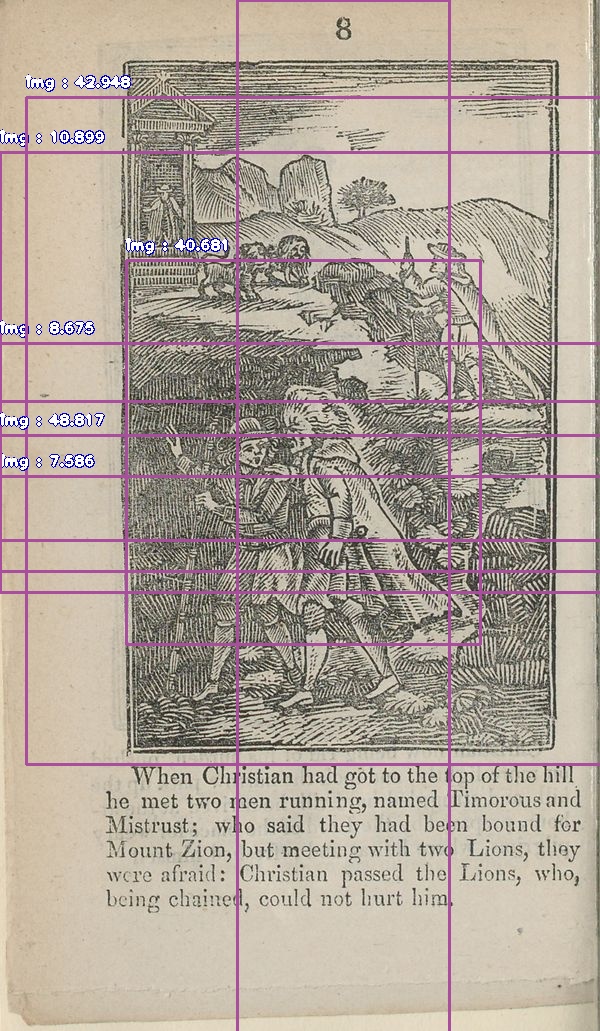 8
Img : 42.948
Img : 10.899
Img : 40.681
Img : 8.675
Img : 48.817
Img : 7.586
When Christian had got to the top of the hill
he met two men running, named Timorous and
Mistrust; who said they had been bound for
Mount Zion, but meeting with two Lions, they
were afraid: Christian passed the Lions, who,
being chained, could not hurt him.